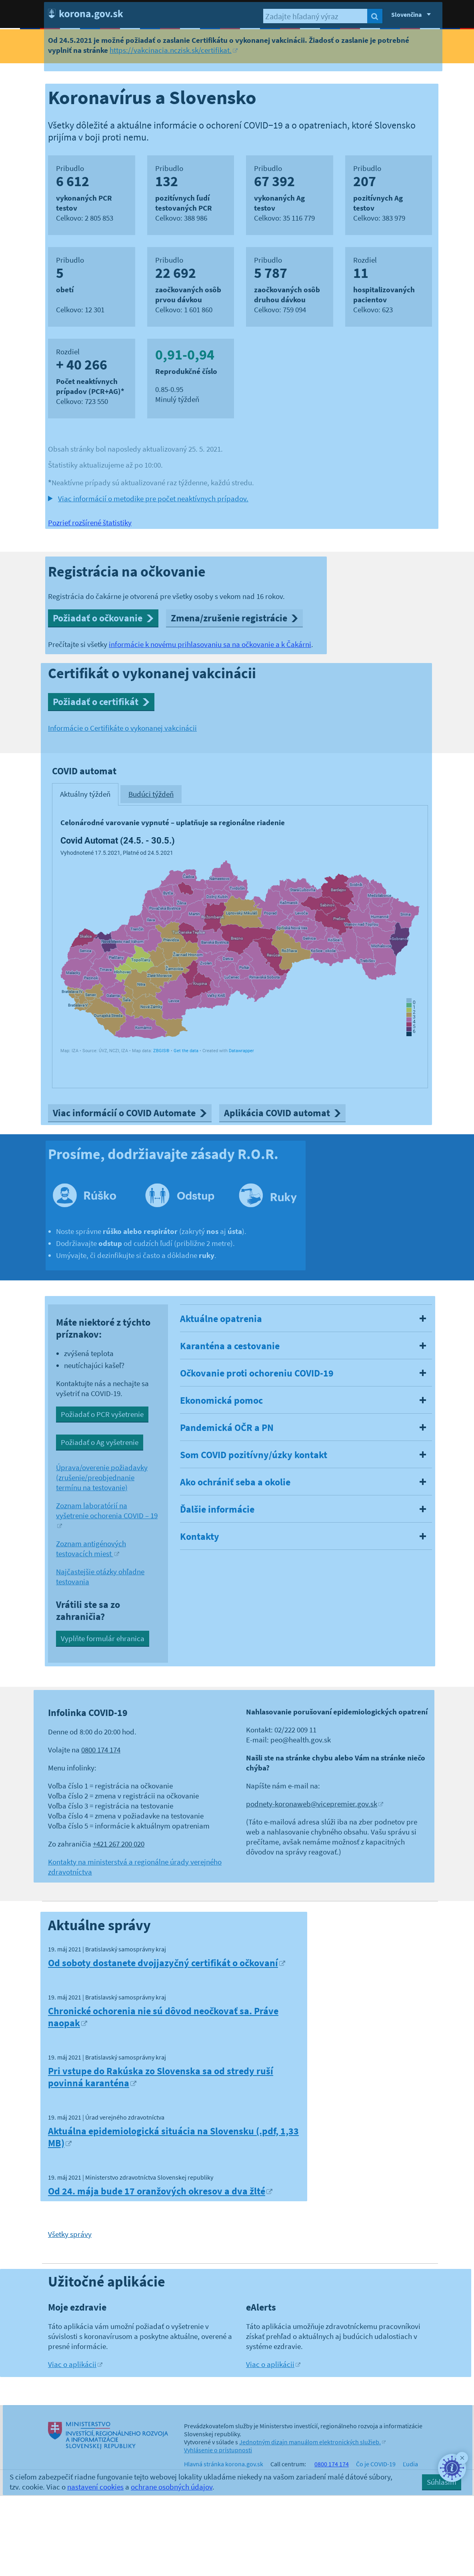 korona.gov.sk
Zadajte hľadaný výraz
Slovenčina
Od 24.5.2021 je možné požiadať o zaslanie Certifikátu o vykonanej vakcinácii. Žiadosť o zaslanie je potrebné
vyplniť na stránke https://vakcinacia.nczisk.sk/certifikat.
Koronavírus a Slovensko
Všetky dôležité a aktuálne informácie o ochorení COVID–19 a o opatreniach, ktoré Slovensko
prijíma v boji proti nemu.
Pribudlo
6 612
vykonaných PCR
testov
Celkovo: 2 805 853
Pribudlo
132
pozitívnych ľudí
testovaných PCR
Celkovo: 388 986
Pribudlo
67 392
vykonaných Ag
testov
Celkovo: 35 116 779
Pribudlo
207
pozitívnych Ag
testov
Celkovo: 383 979
Pribudlo
5
obetí
Celkovo: 12 301
Pribudlo
22 692
zaočkovaných osôb
prvou dávkou
Celkovo: 1 601 860
Pribudlo
5 787
zaočkovaných osôb
druhou dávkou
Celkovo: 759 094
Rozdiel
11
hospitalizovaných
pacientov
Celkovo: 623
Rozdiel
+ 40 266
Počet neaktívnych
prípadov (PCR+AG)*
Celkovo: 723 550
0,91-0,94
Reprodukčné číslo
0.85-0.95
Minulý týždeň
Obsah stránky bol naposledy aktualizovaný 25. 5. 2021.
Štatistiky aktualizujeme až po 10:00.
*Neaktívne prípady sú aktualizované raz týždenne, každú stredu.
Viac informácií o metodike pre počet neaktívnych prípadov.
Pozrieť rozšírené štatistiky
Registrácia na očkovanie
Registrácia do čakárne je otvorená pre všetky osoby s vekom nad 16 rokov.
Požiadať o očkovanie
Zmena/zrušenie registrácie
Prečítajte si všetky informácie k novému prihlasovaniu sa na očkovanie a k Čakárni.
Certifikát o vykonanej vakcinácii
Požiadať o certifikát
Informácie o Certifikáte o vykonanej vakcinácií
COVID automat
Aktuálny týždeň
Budúci týždeň
Celonárodné varovanie vypnuté – uplatňuje sa regionálne riadenie
Covid Automat (24.5. - 30.5.)
Vyhodnotené 17.5.2021, Platné od 24.5.2021
Viac informácií o COVID Automate
Aplikácia COVID automat
Prosíme, dodržiavajte zásady R.O.R.
Rúško
Odstup
Ruky
Noste správne rúško alebo respirátor (zakrytý nos aj ústa).
Dodržiavajte odstup od cudzích ľudí (približne 2 metre).
Umývajte, či dezinfikujte si často a dôkladne ruky.
Máte niektoré z týchto
príznakov:
zvýšená teplota
neutíchajúci kašeľ?
Kontaktujte nás a nechajte sa
vyšetriť na COVID-19.
Požiadať o PCR vyšetrenie
Požiadať o Ag vyšetrenie
Úprava/overenie požiadavky
(zrušenie/preobjednanie
termínu na testovanie)
Zoznam laboratórií na
vyšetrenie ochorenia COVID – 19
Zoznam antigénových
testovacích miest
Najčastejšie otázky ohľadne
testovania
Vrátili ste sa zo
zahraničia?
Vyplňte formulár ehranica
Aktuálne opatrenia
Karanténa a cestovanie
Očkovanie proti ochoreniu COVID-19
Ekonomická pomoc
Pandemická OČR a PN
Som COVID pozitívny/úzky kontakt
Ako ochrániť seba a okolie
Ďalšie informácie
Kontakty
Infolinka COVID-19
Denne od 8:00 do 20:00 hod.
Volajte na 0800 174 174
Menu infolinky:
Voľba číslo 1 = registrácia na očkovanie
Voľba číslo 2 = zmena v registrácii na očkovanie
Voľba číslo 3 = registrácia na testovanie
Voľba číslo 4 = zmena v požiadavke na testovanie
Voľba číslo 5 = informácie k aktuálnym opatreniam
Zo zahraničia +421 267 200 020
Kontakty na ministerstvá a regionálne úrady verejného
zdravotníctva
Nahlasovanie porušovaní epidemiologických opatrení
Kontakt: 02/222 009 11
E-mail: peo@health.gov.sk
Našli ste na stránke chybu alebo Vám na stránke niečo
chýba?
Napíšte nám e-mail na:
podnety-koronaweb@vicepremier.gov.sk
(Táto e-mailová adresa slúži iba na zber podnetov pre
web a nahlasovanie chybného obsahu. Vašu správu si
prečítame, avšak nemáme možnosť z kapacitných
dôvodov na správy reagovať.)
Aktuálne správy
19. máj 2021 | Bratislavský samosprávny kraj
Od soboty dostanete dvojjazyčný certifikát o očkovaní
19. máj 2021 | Bratislavský samosprávny kraj
Chronické ochorenia nie sú dôvod neočkovať sa. Práve
naopak
19. máj 2021 | Bratislavský samosprávny kraj
Pri vstupe do Rakúska zo Slovenska sa od stredy ruší
povinná karanténa
19. máj 2021 | Úrad verejného zdravotníctva
Aktuálna epidemiologická situácia na Slovensku (.pdf, 1,33
MB)
19. máj 2021 | Ministerstvo zdravotníctva Slovenskej republiky
Od 24. mája bude 17 oranžových okresov a dva žlté
Všetky správy
Užitočné aplikácie
Moje ezdravie
Táto aplikácia vám umožní požiadať o vyšetrenie v
súvislosti s koronavírusom a poskytne aktuálne, overené a
presné informácie.
Viac o aplikácii
eAlerts
Táto aplikácia umožňuje zdravotníckemu pracovníkovi
získať prehľad o aktuálnych aj budúcich udalostiach v
systéme ezdravie.
Viac o aplikácii
MINISTERSTVO
INVESTÍCIÍ, REGIONÁLNEHO ROZVOJA
A INFORMATIZÁCIE
SLOVENSKEJ REPUBLIKY
Prevádzkovateľom služby je Ministerstvo investícií, regionálneho rozvoja a informatizácie
Slovenskej republiky.
Vytvorené v súlade s Jednotným dizajn manuálom elektronických služieb.
Vyhlásenie o prístupnosti
Hlavná stránka korona.gov.sk
Call centrum: 0800 174 174
Čo je COVID-19
Ľudia
S cieľom zabezpečiť riadne fungovanie tejto webovej lokality ukladáme niekedy na vašom zariadení malé dátové súbory,
tzv. cookie. Viac o nastavení cookies a ochrane osobných údajov.